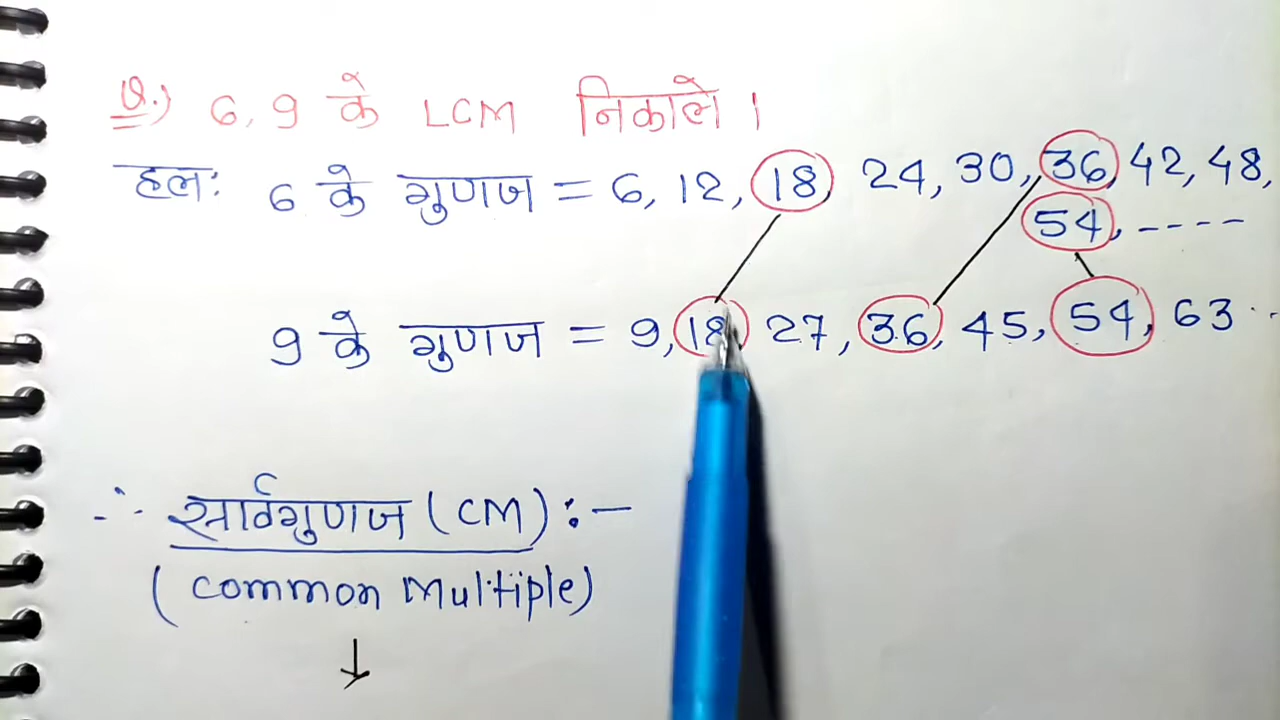 प्र.) 6, 9 के LCM निकाले ।
हल: 6 के गुणज = 6, 12, 18, 24, 30, 36, 42, 48,
54, ----
9 के गुणज = 9, 18, 27, 36, 45, 54, 63 ...
∴ सार्वगुणज (CM) :-
(Common Multiple)
↓